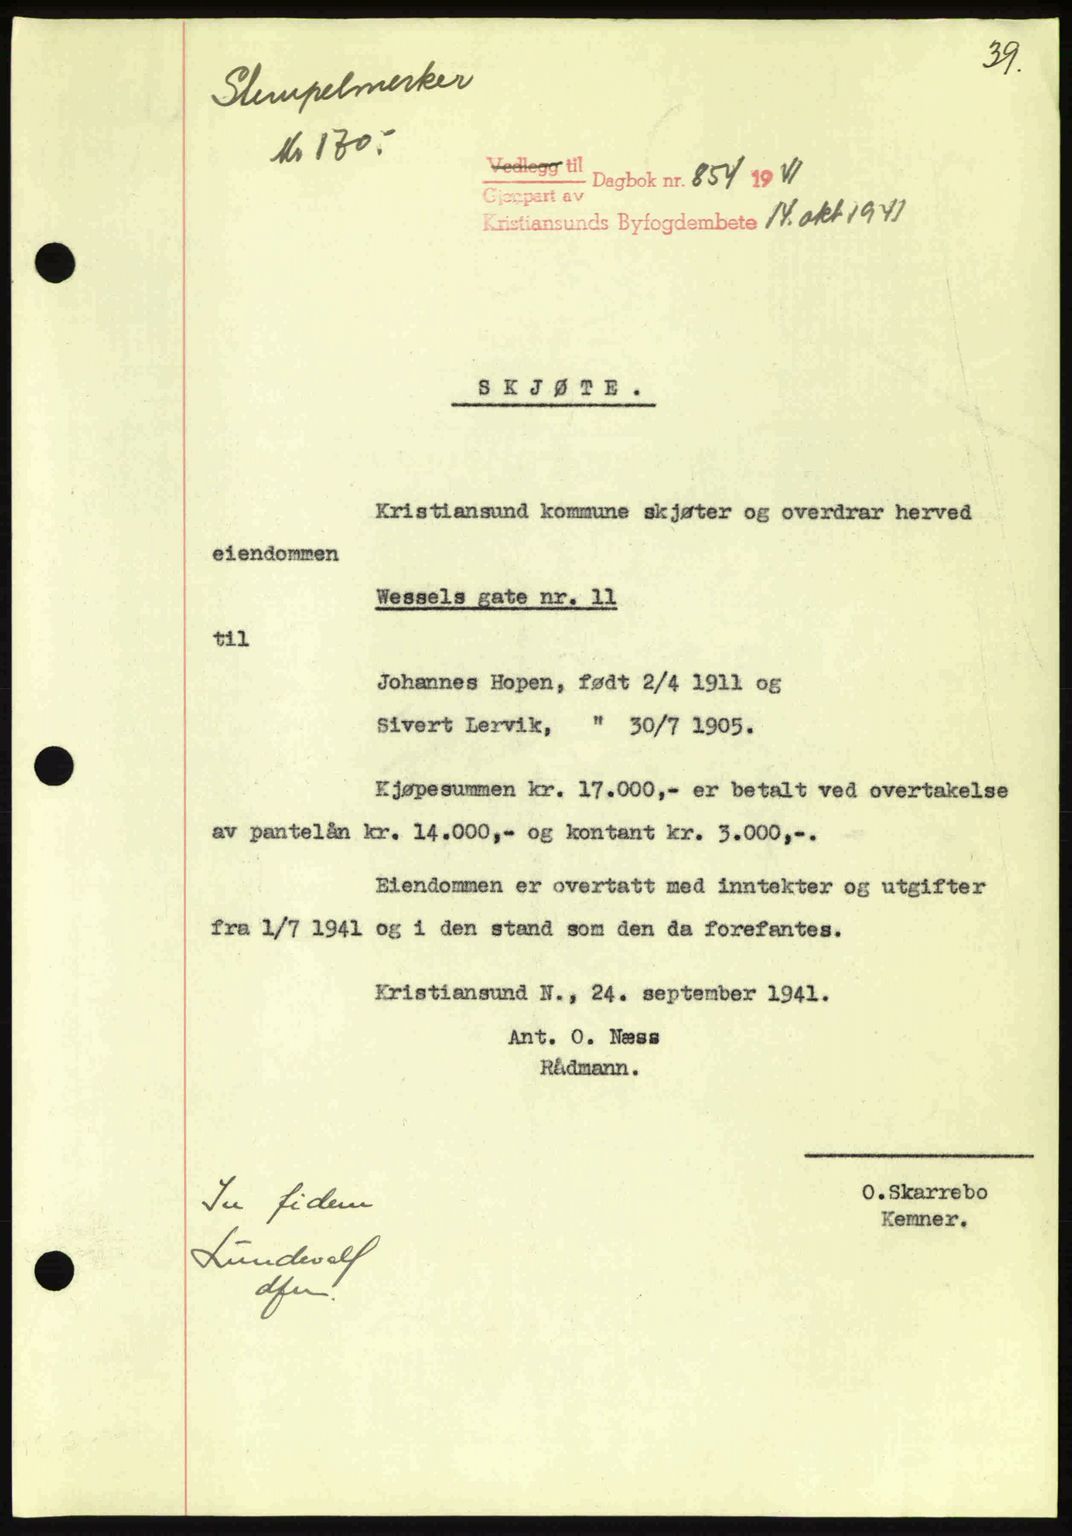 39.
Stempelmerker
kr 170.-
Vedlegg til
Gjenpart av
Dagbok nr. 854 1941
Kristiansunds Byfogdembete 14. okt 1941
SKJØTE.
Kristiansund kommune skjøter og overdrar herved
eiendommen
Wessels gate nr. 11
til
Johannes Hopen, født 2/4 1911 og
Sivert Lervik, " 30/7 1905.
Kjøpesummen kr. 17.000,- er betalt ved overtakelse
av pantelån kr. 14.000,- og kontant kr. 3.000,-.
Eiendommen er overtatt med inntekter og utgifter
fra 1/7 1941 og i den stand som den da forefantes.
Kristiansund N., 24. september 1941.
Ant. O. Næss
Rådmann.
O.Skarrebo
Kemner.
In fidem